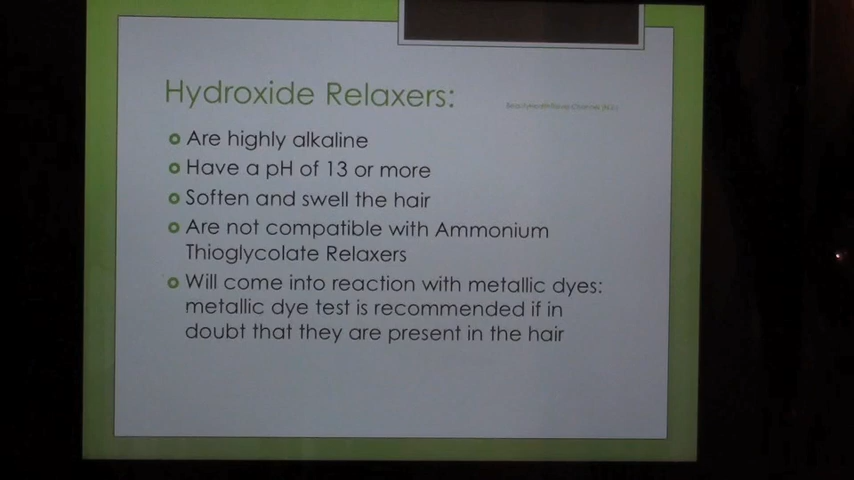 Hydroxide Relaxers:
Are highly alkaline
Have a pH of 13 or more
Soften and swell the hair
Are not compatible with Ammonium
Thioglycolate Relaxers
Will come into reaction with metallic dyes:
metallic dye test is recommended if in
doubt that they are present in the hair